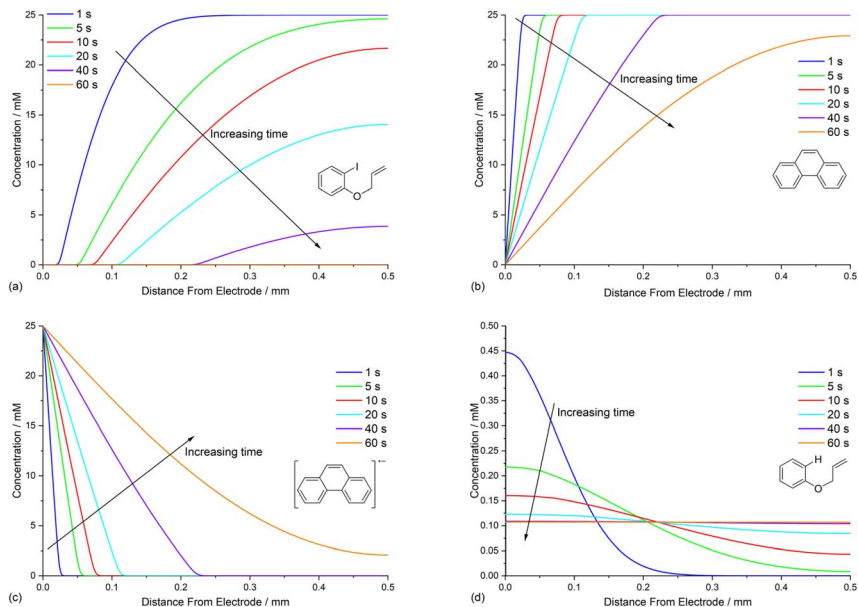 25
20
15
10
5
0
Concentration / mM
1 s
5 s
10 s
20 s
40 s
60 s
Increasing time
I
O
0.0 0.1 0.2 0.3 0.4 0.5
(a)
Distance From Electrode / mm
25
20
15
10
5
0
Concentration / mM
1 s
5 s
10 s
20 s
40 s
60 s
Increasing time
0.0 0.1 0.2 0.3 0.4 0.5
(b)
Distance From Electrode / mm
25
20
15
10
5
0
Concentration / mM
1 s
5 s
10 s
20 s
40 s
60 s
Increasing time
•−
0.0 0.1 0.2 0.3 0.4 0.5
(c)
Distance From Electrode / mm
0.50
0.45
0.40
0.35
0.30
0.25
0.20
0.15
0.10
0.05
0.00
Concentration / mM
1 s
5 s
10 s
20 s
40 s
60 s
Increasing time
H
O
0.0 0.1 0.2 0.3 0.4 0.5
(d)
Distance From Electrode / mm